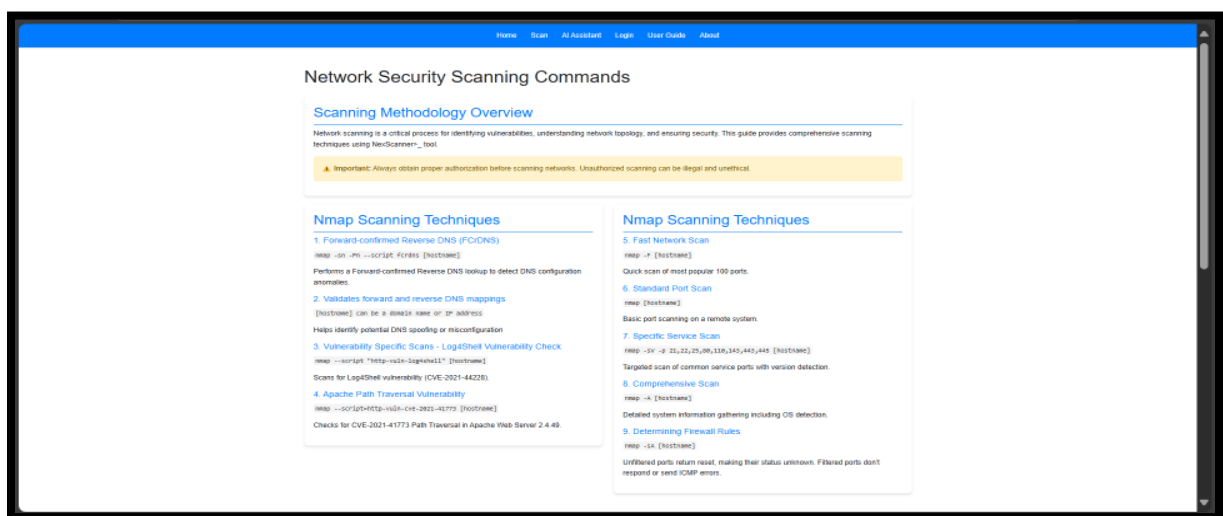 Home Scan AI Assistant Login User Guide About
Network Security Scanning Commands
Scanning Methodology Overview
Network scanning is a critical process for identifying vulnerabilities, understanding network topology, and ensuring security. This guide provides comprehensive scanning
techniques using NexScanner>_ tool.
⚠ Important: Always obtain proper authorization before scanning networks. Unauthorized scanning can be illegal and unethical.
Nmap Scanning Techniques
1. Forward-confirmed Reverse DNS (FCrDNS)
nmap -sn -Pn --script fcrdns [hostname]
Performs a Forward-confirmed Reverse DNS lookup to detect DNS configuration
anomalies.
2. Validates forward and reverse DNS mappings
[hostname] can be a domain name or IP address
Helps identify potential DNS spoofing or misconfiguration
3. Vulnerability Specific Scans - Log4Shell Vulnerability Check
nmap --script "http-vuln-log4shell" [hostname]
Scans for Log4Shell vulnerability (CVE-2021-44228).
4. Apache Path Traversal Vulnerability
nmap --script=http-vuln-cve-2021-41773 [hostname]
Checks for CVE-2021-41773 Path Traversal in Apache Web Server 2.4.49.
Nmap Scanning Techniques
5. Fast Network Scan
nmap -F [hostname]
Quick scan of most popular 100 ports.
6. Standard Port Scan
nmap [hostname]
Basic port scanning on a remote system.
7. Specific Service Scan
nmap -sV -p 21,22,25,80,110,143,443,445 [hostname]
Targeted scan of common service ports with version detection.
8. Comprehensive Scan
nmap -A [hostname]
Detailed system information gathering including OS detection.
9. Determining Firewall Rules
nmap -sA [hostname]
Unfiltered ports return reset, making their status unknown. Filtered ports don't
respond or send ICMP errors.